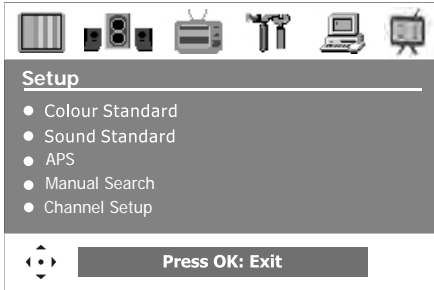 Setup
Colour Standard
Sound Standard
APS
Manual Search
Channel Setup
Press OK: Exit